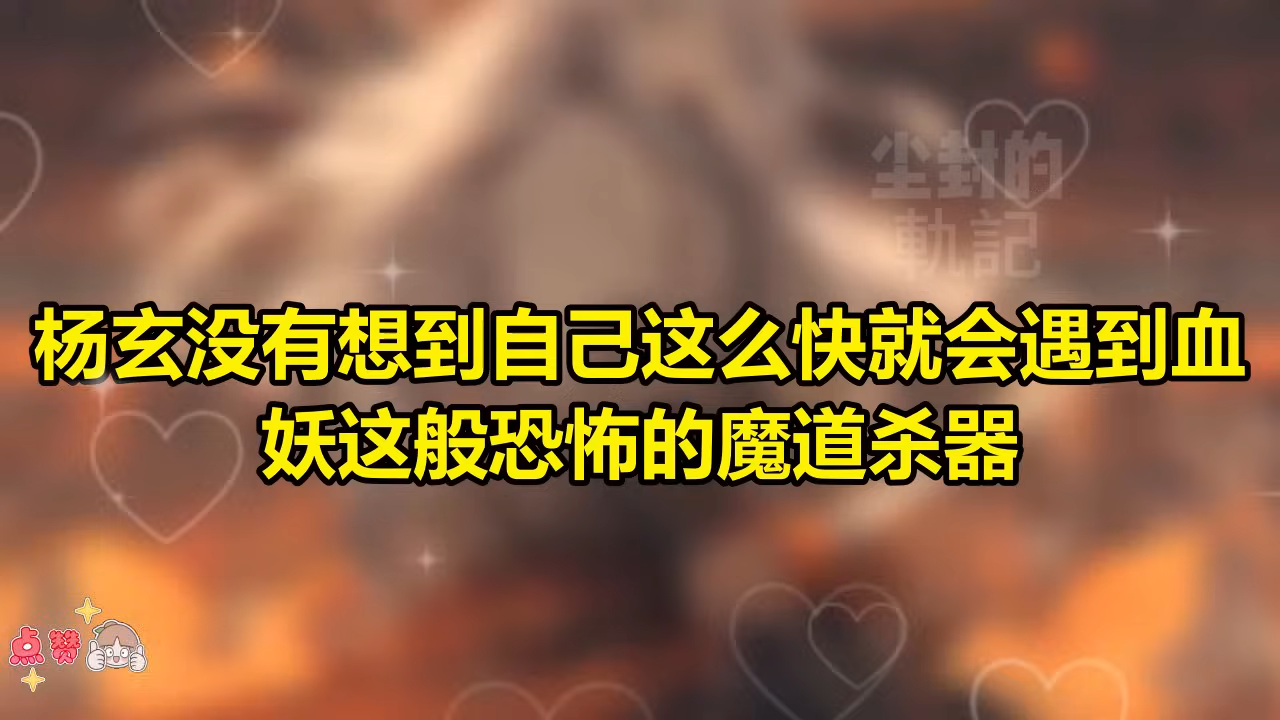 尘封的
軌記
杨玄没有想到自己这么快就会遇到血
妖这般恐怖的魔道杀器
点赞